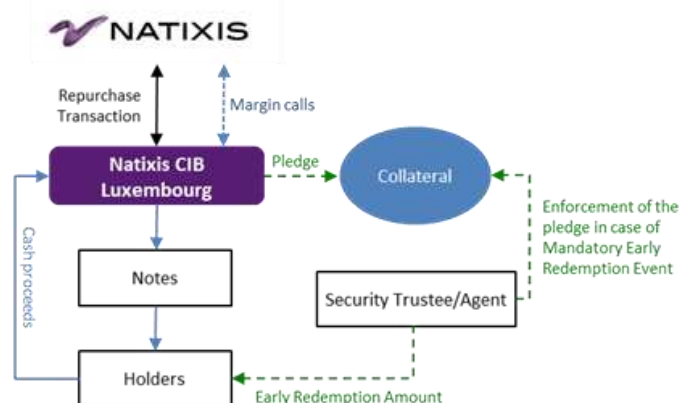 NATIXIS
Repurchase
Transaction
Margin calls
Natixis CIB
Luxembourg
Pledge
Collateral
Cash proceeds
Enforcement of the
pledge in case of
Mandatory Early
Redemption Event
Notes
Security Trustee/Agent
Holders
Early Redemption Amount